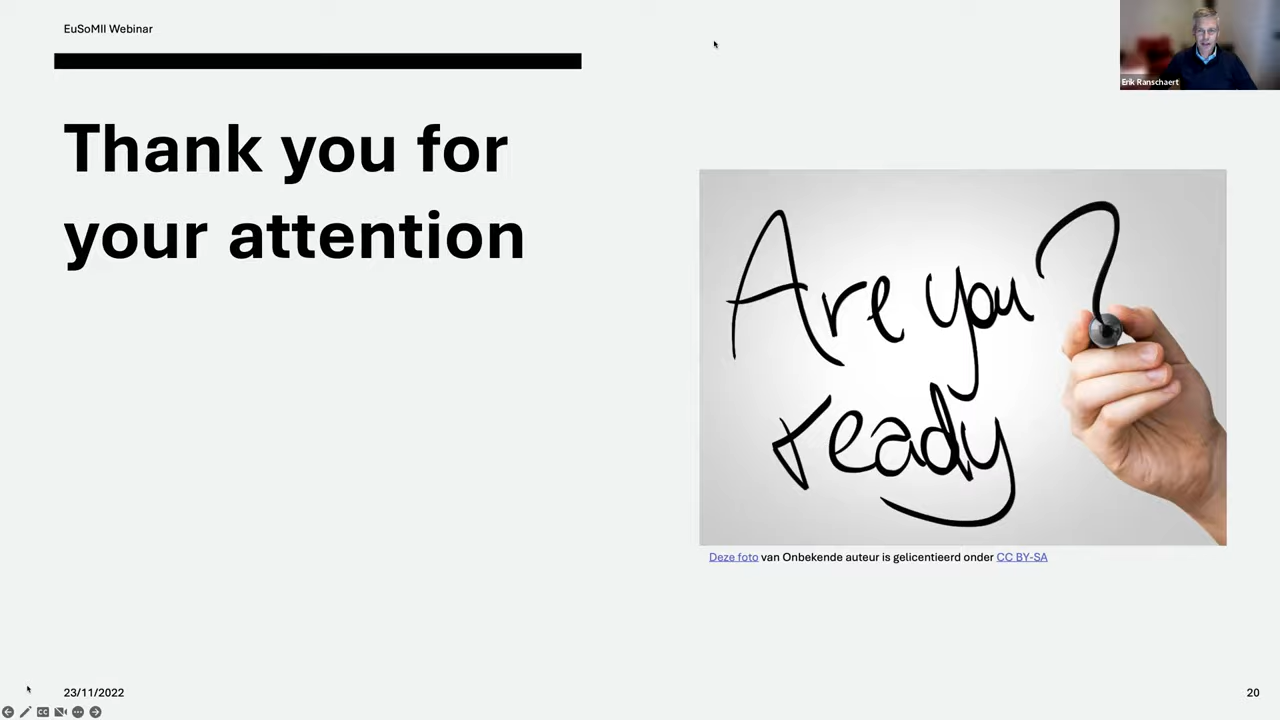 EuSoMII Webinar
Erik Ranschaert
Thank you for
your attention
Are you?
ready
Deze foto van Onbekende auteur is gelicentieerd onder CC BY-SA
23/11/2022
20
CC